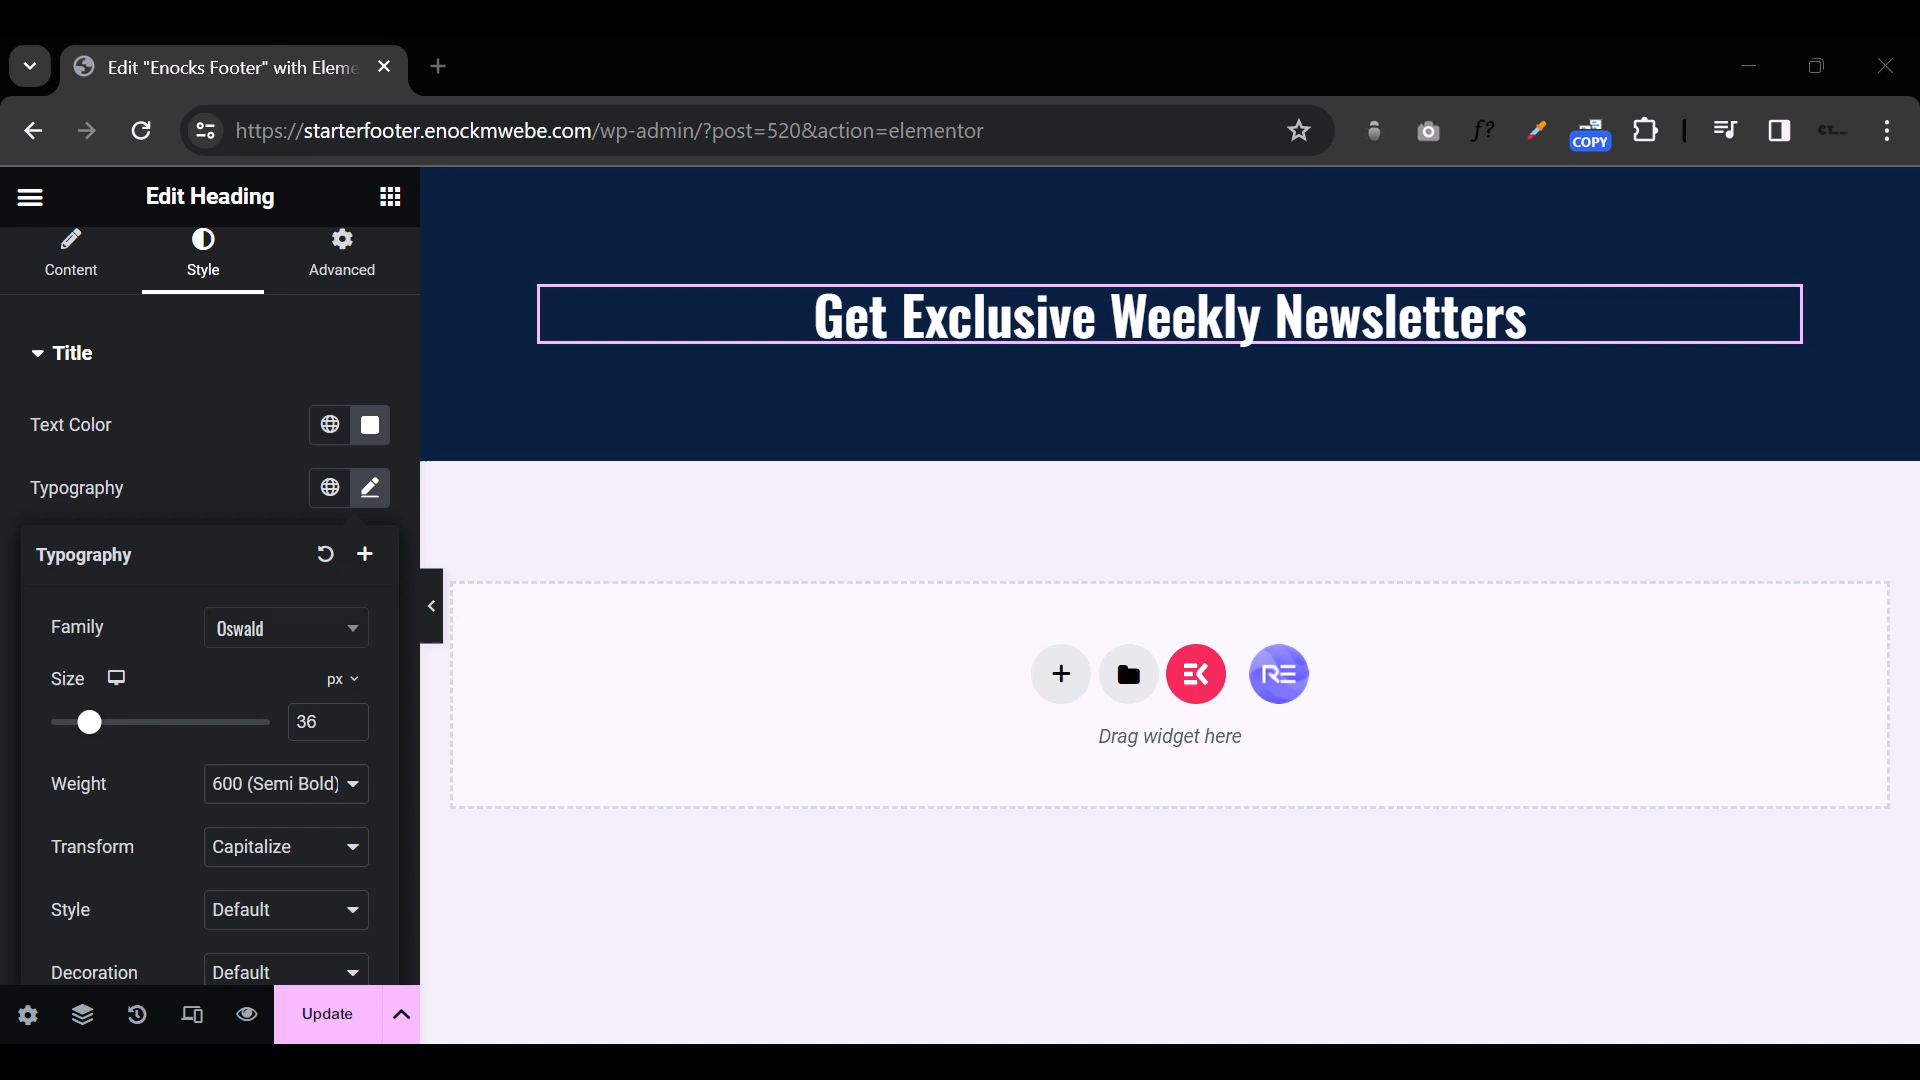 Edit "Enocks Footer" with Eleme
https://starterfooter.enockmwebe.com/wp-admin/?post=520&action=elementor
f?
COPY
Edit Heading
Content
Style
Advanced
Get Exclusive Weekly Newsletters
Title
Text Color
Typography
Typography
Family
Oswald
Size
px
36
Drag widget here
Weight
600 (Semi Bold)
Transform
Capitalize
Style
Default
Decoration
Default
Update